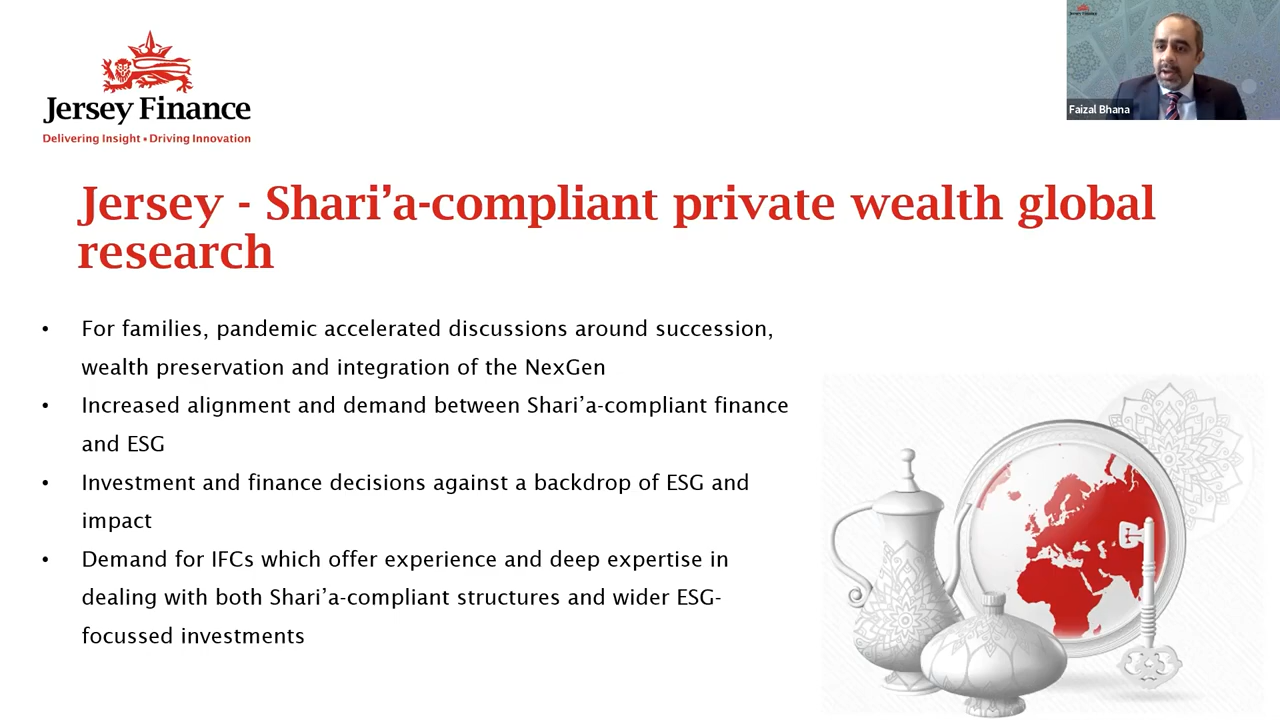 Jersey Finance
Delivering Insight • Driving Innovation
Faizal Bhana
Jersey - Shari’a-compliant private wealth global
research
• For families, pandemic accelerated discussions around succession,
wealth preservation and integration of the NexGen
• Increased alignment and demand between Shari’a-compliant finance
and ESG
• Investment and finance decisions against a backdrop of ESG and
impact
• Demand for IFCs which offer experience and deep expertise in
dealing with both Shari’a-compliant structures and wider ESG-
focussed investments